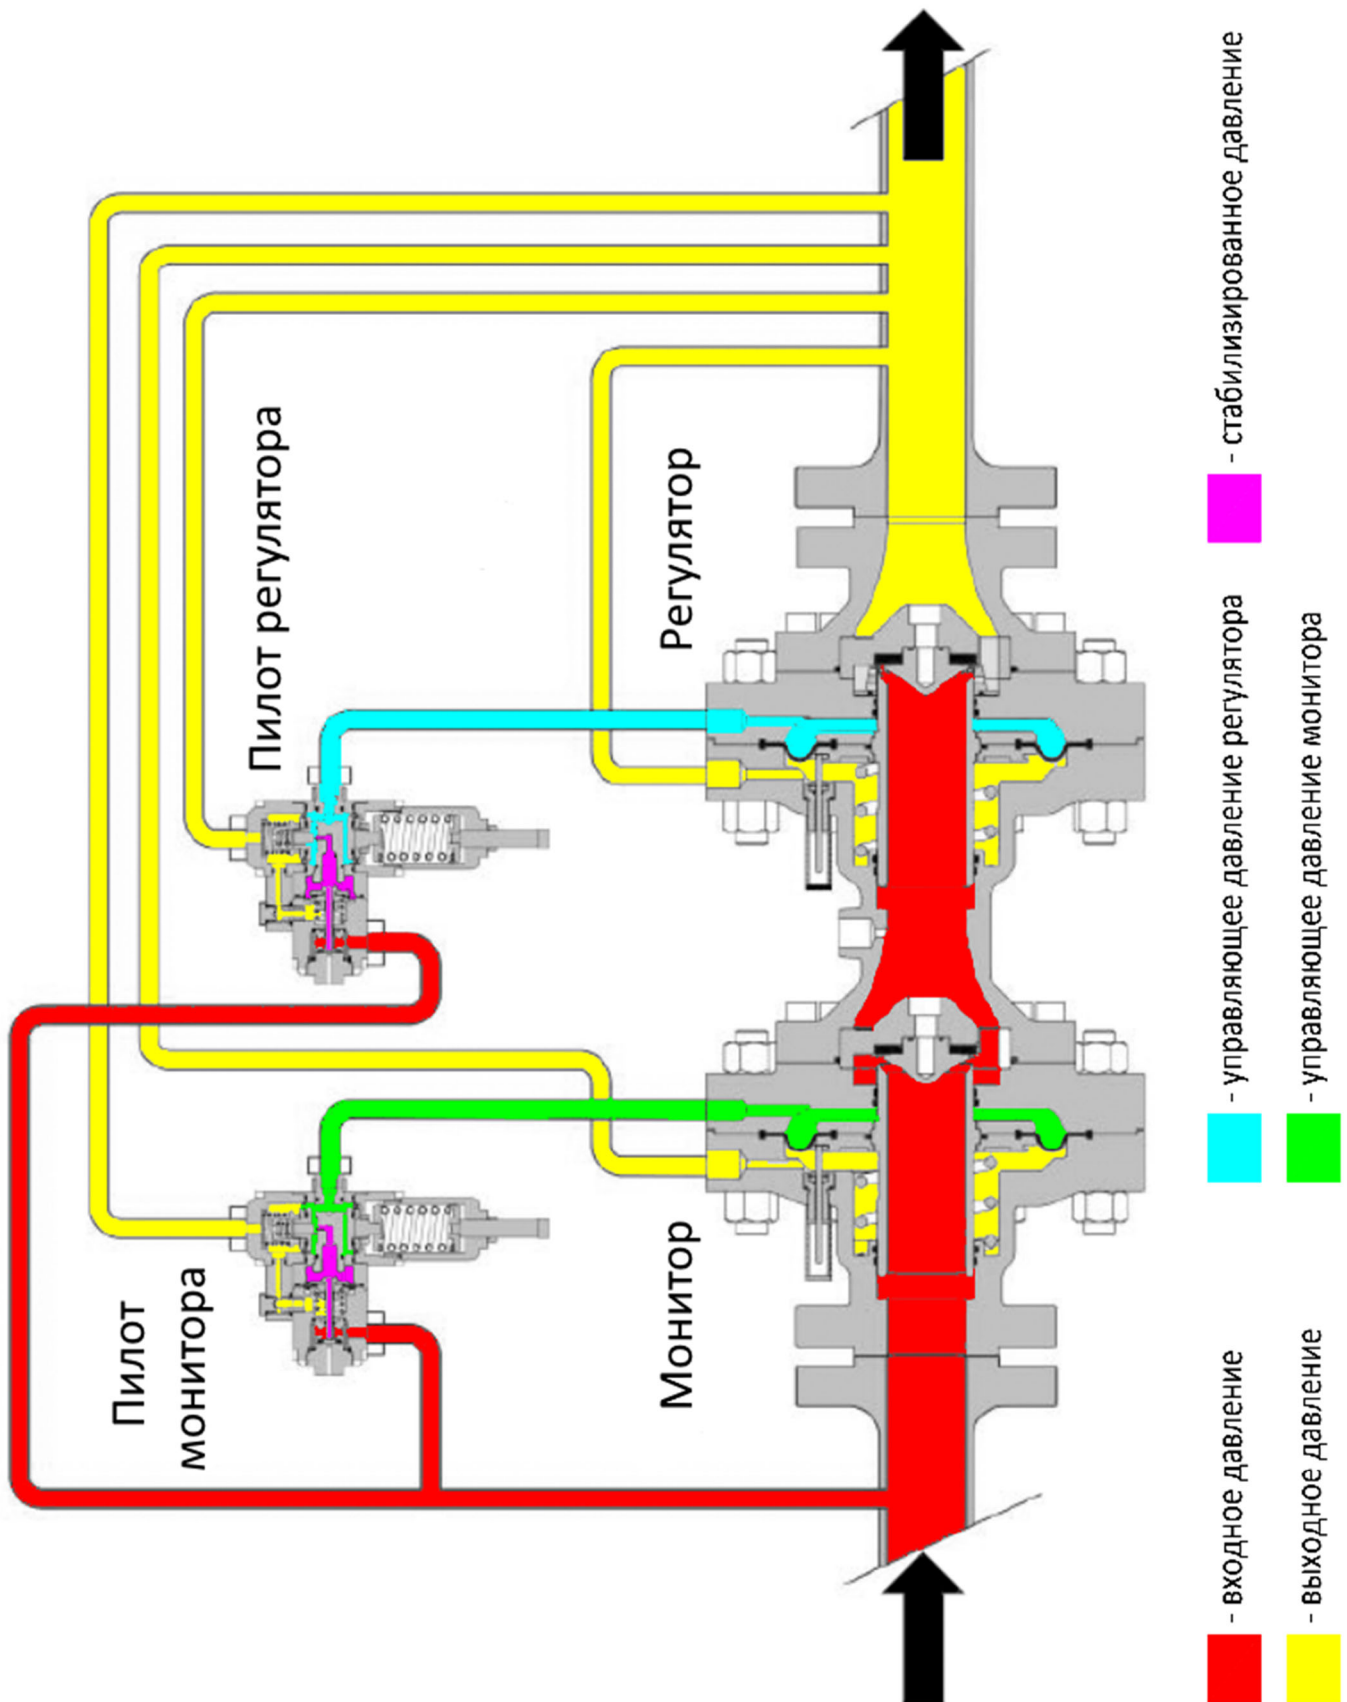 Пилот
монитора
Пилот регулятора
Монитор
Регулятор
- входное давление
- выходное давление
- управляющее давление регулятора
- управляющее давление монитора
- стабилизированное давление